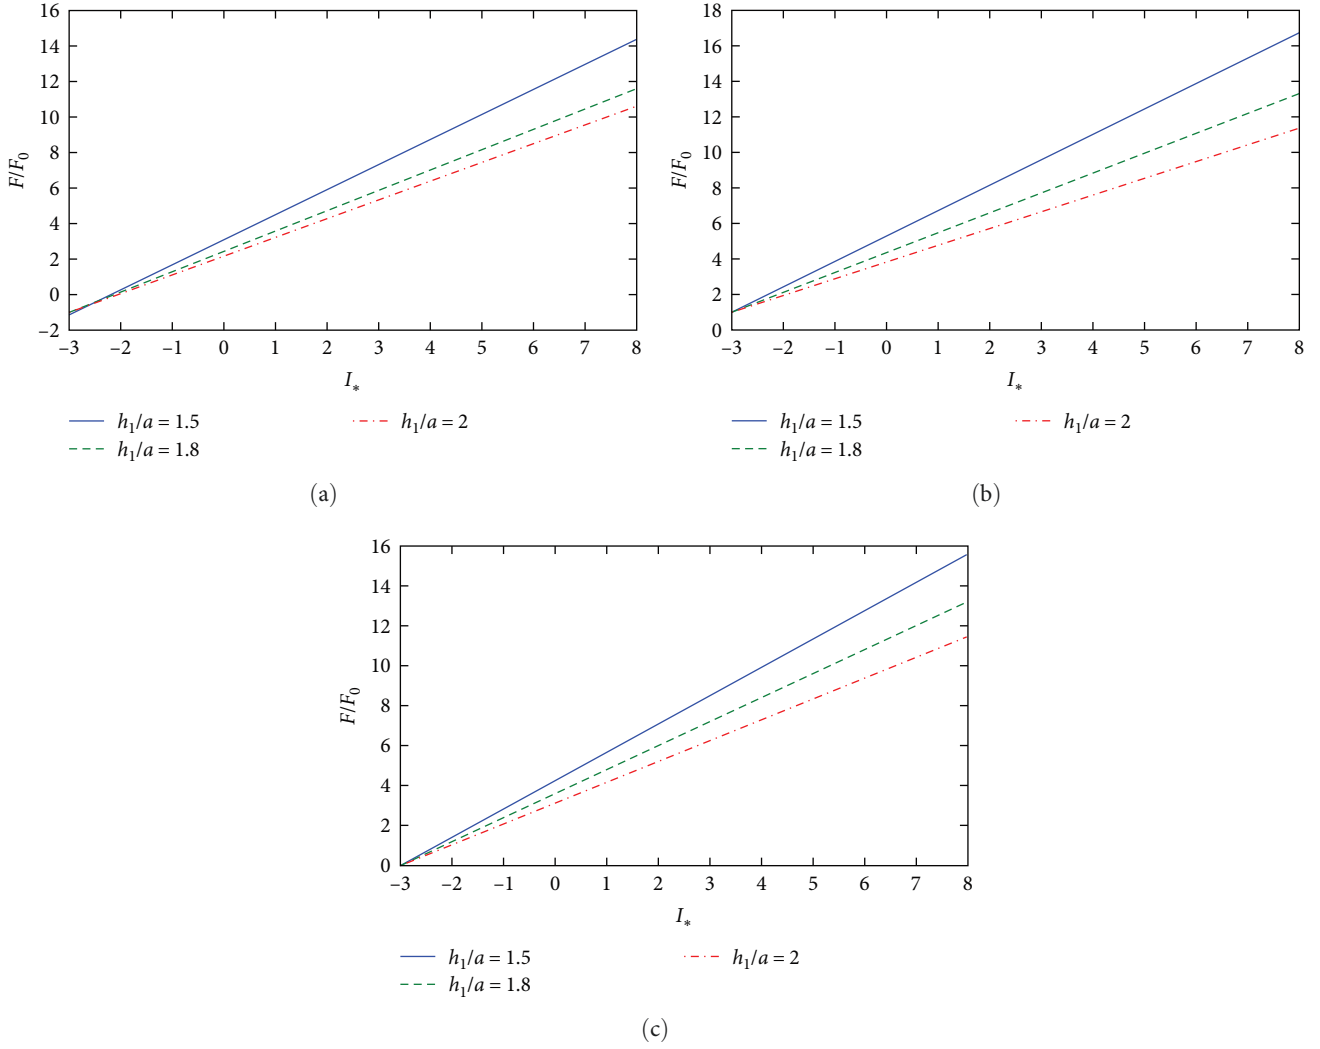 16
14
12
10
8
6
4
2
0
–2
F/F₀
–3 –2 –1 0 1 2 3 4 5 6 7 8
I*
h₁/a = 1.5
h₁/a = 2
h₁/a = 1.8
(a)
18
16
14
12
10
8
6
4
2
0
F/F₀
–3 –2 –1 0 1 2 3 4 5 6 7 8
I*
h₁/a = 1.5
h₁/a = 2
h₁/a = 1.8
(b)
16
14
12
10
8
6
4
2
0
F/F₀
–3 –2 –1 0 1 2 3 4 5 6 7 8
I*
h₁/a = 1.5
h₁/a = 2
h₁/a = 1.8
(c)